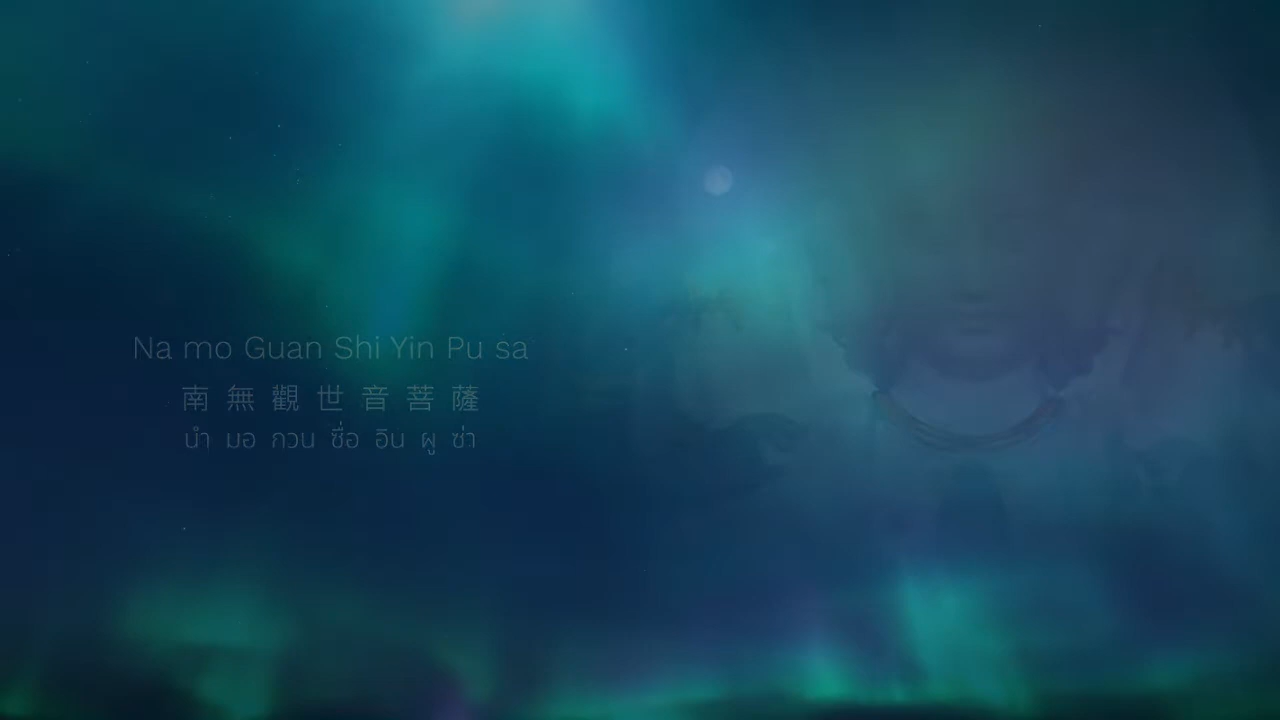 Na mo Guan Shi Yin Pu sa
南 無 觀 世 音 菩 薩
นำ มอ กวน ซื่อ อิน ผู ซ่า